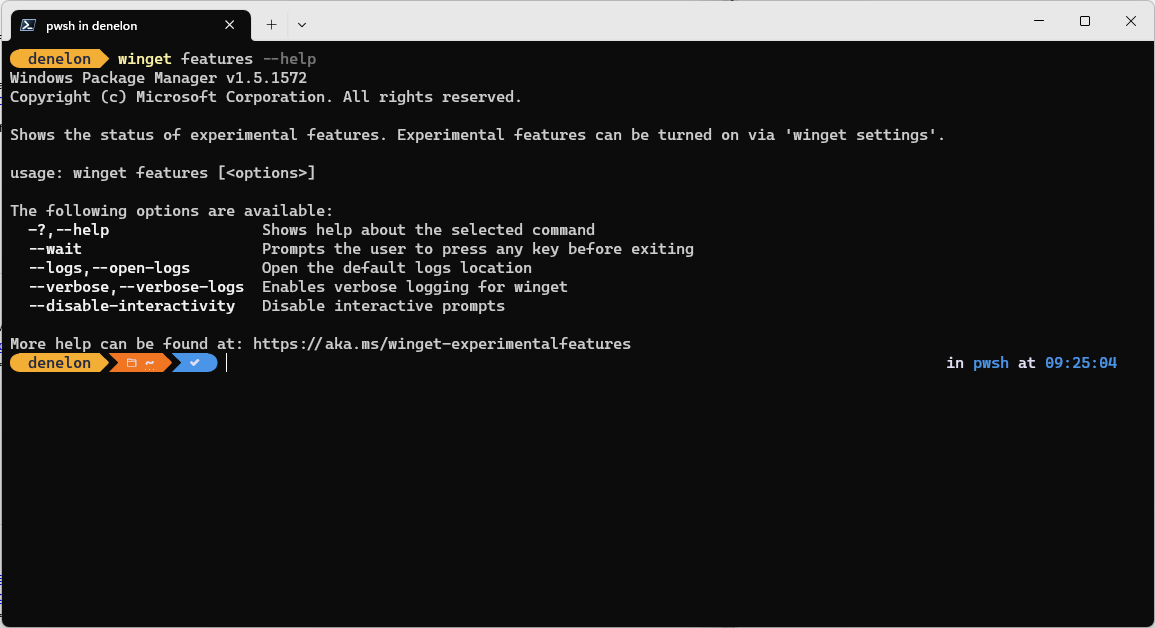 pwsh in denelon
denelon winget features --help
Windows Package Manager v1.5.1572
Copyright (c) Microsoft Corporation. All rights reserved.
Shows the status of experimental features. Experimental features can be turned on via 'winget settings'.
usage: winget features [<options>]
The following options are available:
-?,--help Shows help about the selected command
--wait Prompts the user to press any key before exiting
--logs,--open-logs Open the default logs location
--verbose,--verbose-logs Enables verbose logging for winget
--disable-interactivity Disable interactive prompts
More help can be found at: https://aka.ms/winget-experimentalfeatures
denelon ~ in pwsh at 09:25:04